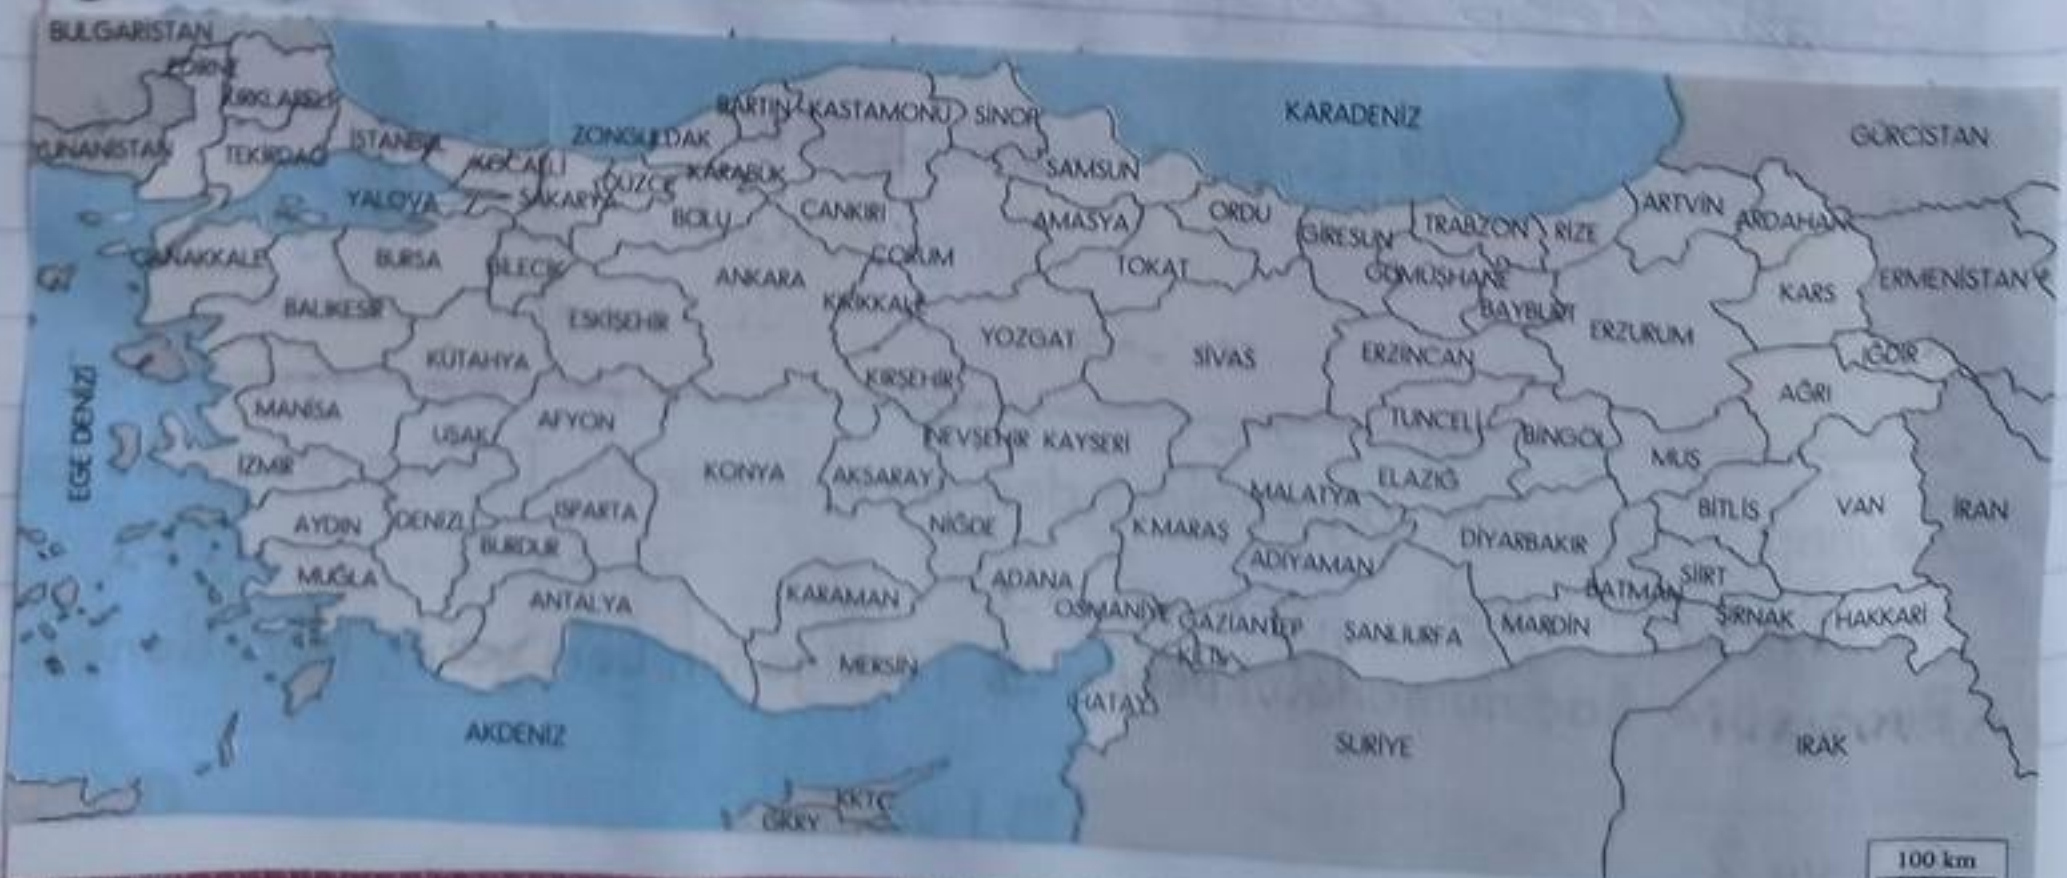 BULGARİSTAN
EDİRNE
KIRKLARELİ
KARADENİZ
GÜRCİSTAN
BARTIN
KASTAMONU
SİNOP
YUNANİSTAN
TEKİRDAĞ
İSTANBUL
ZONGULDAK
KOCAELİ
DÜZCE
KARABÜK
SAMSUN
YALOVA
SAKARYA
BOLU
ÇANKIRI
AMASYA
ORDU
GİRESUN
TRABZON
RİZE
ARTVİN
ARDAHAN
ÇANAKKALE
BURSA
BİLECİK
ANKARA
ÇORUM
TOKAT
GÜMÜŞHANE
BAYBURT
KARS
ERMENİSTAN
BALIKESİR
ESKİŞEHİR
KIRIKKALE
YOZGAT
SİVAS
ERZİNCAN
ERZURUM
IĞDIR
KÜTAHYA
KIRŞEHİR
AĞRI
EGE DENİZİ
MANİSA
UŞAK
AFYON
NEVŞEHİR
KAYSERİ
TUNCELİ
BİNGÖL
MUŞ
İZMİR
KONYA
AKSARAY
MALATYA
ELAZIĞ
BİTLİS
VAN
İRAN
AYDIN
DENİZLİ
ISPARTA
BURDUR
NİĞDE
K.MARAŞ
ADIYAMAN
DİYARBAKIR
SİİRT
MUĞLA
ANTALYA
KARAMAN
ADANA
OSMANİYE
GAZİANTEP
ŞANLIURFA
MARDİN
BATMAN
ŞIRNAK
HAKKARİ
MERSİN
KİLİS
HATAY
AKDENİZ
SURİYE
IRAK
KKTC
GKRY
100 km